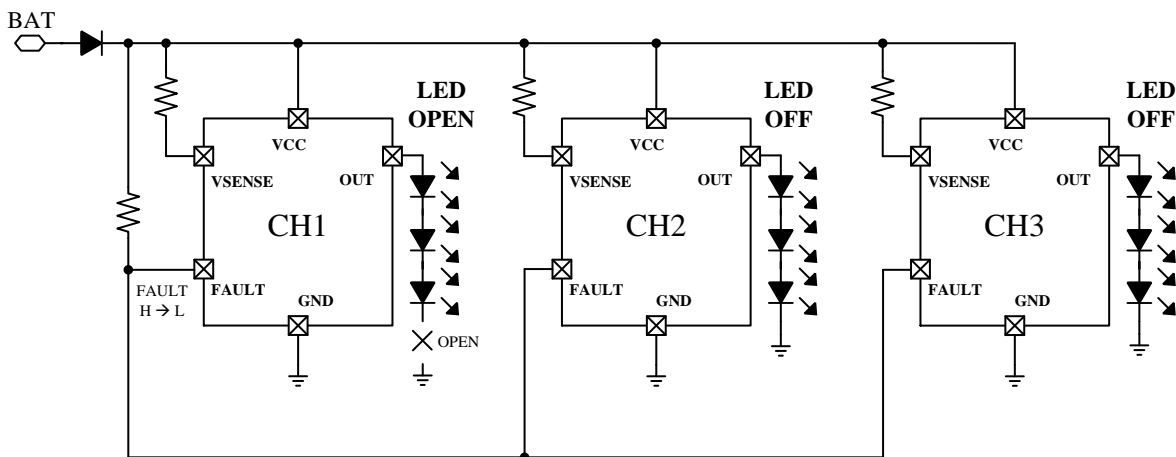 BAT
LED
OPEN
VCC
VSENSE
OUT
CH1
FAULT
GND
FAULT
H → L
OPEN
LED
OFF
VCC
VSENSE
OUT
CH2
FAULT
GND
LED
OFF
VCC
VSENSE
OUT
CH3
FAULT
GND